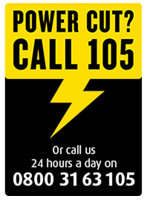 POWER CUT?
CALL 105
Or call us
24 hours a day on
0800 31 63 105